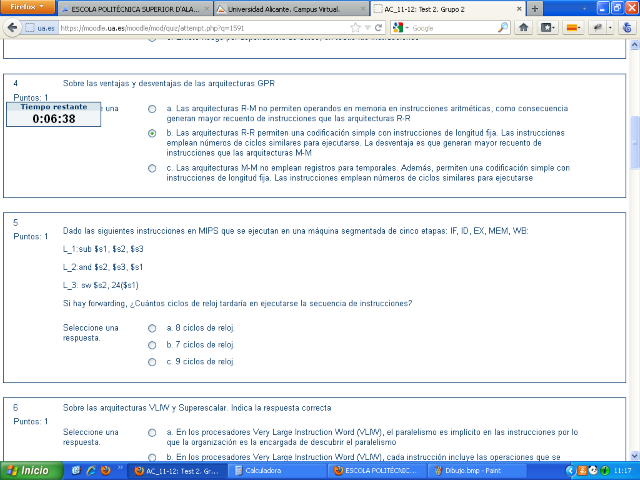 Firefox
ESCOLA POLITÉCNICA SUPERIOR D'ALA...
Universidad Alicante. Campus Virtual.
AC_11-12: Test 2. Grupo 2
ua.es
https://moodle.ua.es/moodle/mod/quiz/attempt.php?q=1591
Google
4
Sobre las ventajas y desventajas de las arquitecturas GPR
Puntos: 1
Tiempo restante
0:06:38
una
a. Las arquitecturas R-M no permiten operandos en memoria en instrucciones aritméticas; como consecuencia
generan mayor recuento de instrucciones que las arquitecturas R-R
b. Las arquitecturas R-R permiten una codificación simple con instrucciones de longitud fija. Las instrucciones
emplean números de ciclos similares para ejecutarse. La desventaja es que generan mayor recuento de
instrucciones que las arquitecturas M-M
c. Las arquitecturas M-M no emplean registros para temporales. Además, permiten una codificación simple con
instrucciones de longitud fija. Las instrucciones emplean números de ciclos similares para ejecutarse
5
Puntos: 1
Dado las siguientes instrucciones en MIPS que se ejecutan en una máquina segmentada de cinco etapas: IF, ID, EX, MEM, WB:
L_1:sub $s1, $s2, $s3
L_2:and $s2, $s3, $s1
L_3: sw $s2, 24($s1)
Si hay forwarding, ¿Cuántos ciclos de reloj tardaría en ejecutarse la secuencia de instrucciones?
Seleccione una
respuesta.
a. 8 ciclos de reloj
b. 7 ciclos de reloj
c. 9 ciclos de reloj
6
Sobre las arquitecturas VLIW y Superescalar. Indica la respuesta correcta
Puntos: 1
Seleccione una
respuesta.
a. En los procesadores Very Large Instruction Word (VLIW), el paralelismo es implícito en las instrucciones por lo
que la organización es la encargada de descubrir el paralelismo
b. En los procesadores Very Large Instruction Word (VLIW), cada instrucción incluye las operaciones que se
Inicio
AC_11-12: Test 2. Gr...
Calculadora
ESCOLA POLITÈCNIC...
Dibujo.bmp - Paint
11:17